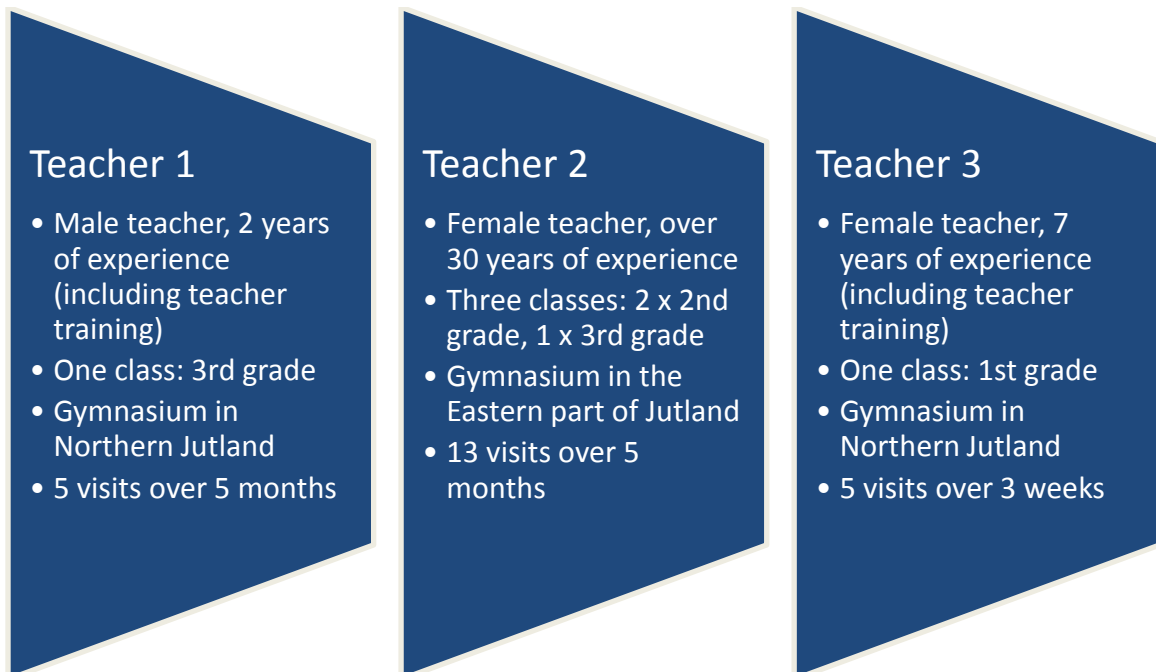 Teacher 1
• Male teacher, 2 years
of experience
(including teacher
training)
• One class: 3rd grade
• Gymnasium in
Northern Jutland
• 5 visits over 5 months
Teacher 2
• Female teacher, over
30 years of experience
• Three classes: 2 x 2nd
grade, 1 x 3rd grade
• Gymnasium in the
Eastern part of Jutland
• 13 visits over 5
months
Teacher 3
• Female teacher, 7
years of experience
(including teacher
training)
• One class: 1st grade
• Gymnasium in
Northern Jutland
• 5 visits over 3 weeks